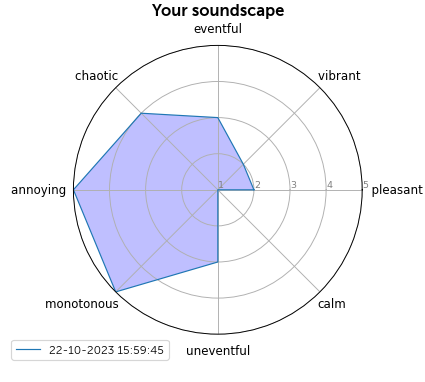 Your soundscape
eventful
chaotic
vibrant
annoying
1 2 3 4 5
pleasant
monotonous
calm
uneventful
22-10-2023 15:59:45